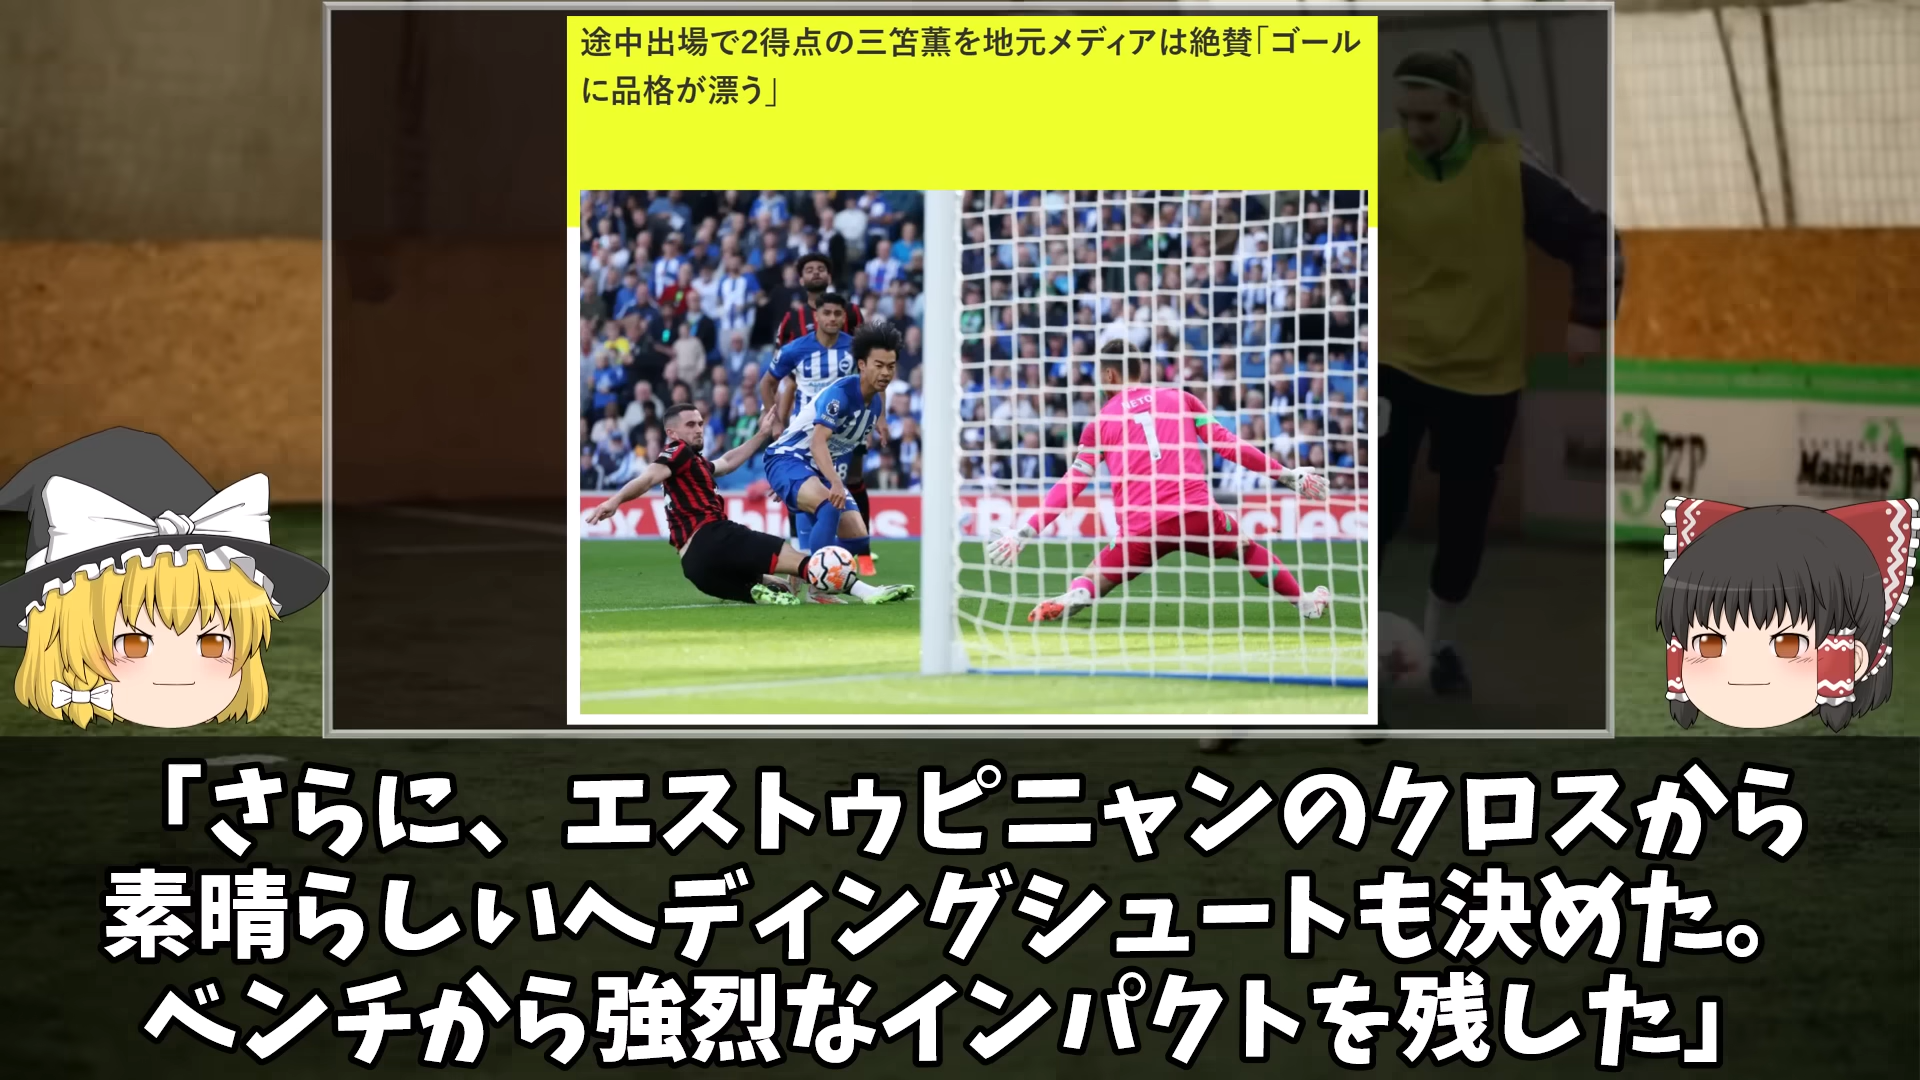 途中出場で2得点の三笘薫を地元メディアは絶賛「ゴール
に品格が漂う」
NETO
1
「さらに、エストゥピニャンのクロスから
素晴らしいヘディングシュートも決めた。
ベンチから強烈なインパクトを残した」